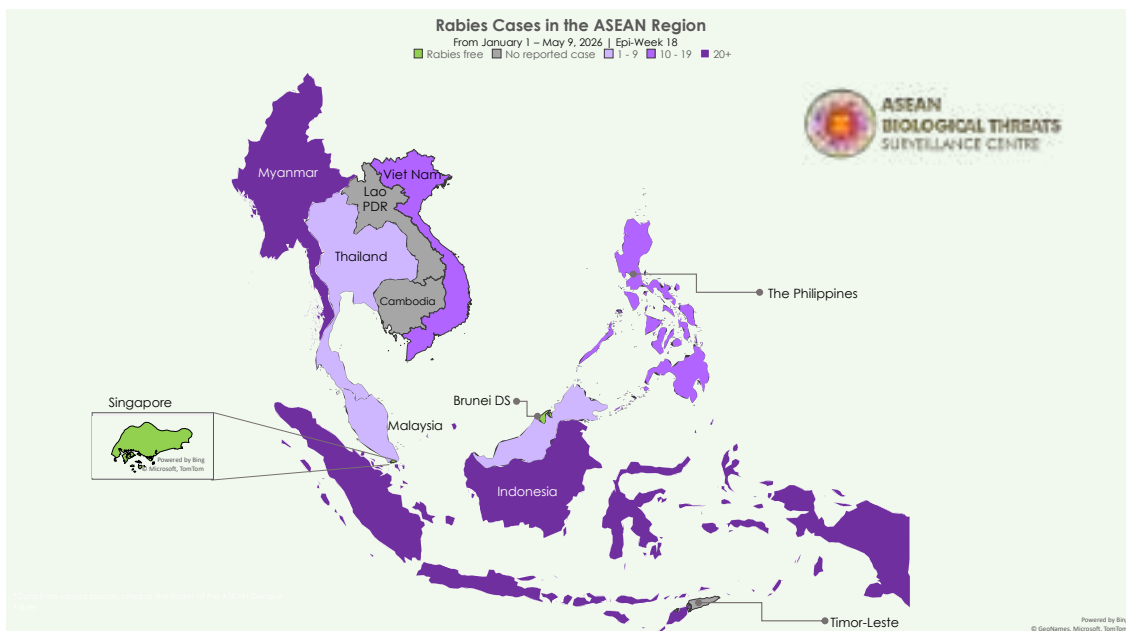 Rabies Cases in the ASEAN Region
From January 1 – May 9, 2026 | Epi-Week 18
Rabies free No reported case 1 - 9 10 - 19 20+
ASEAN
BIOLOGICAL THREATS
SURVEILLANCE CENTRE
Myanmar
Viet Nam
Lao
PDR
Thailand
Cambodia
The Philippines
Brunei DS
Singapore
Malaysia
Powered by Bing
© Microsoft, TomTom
Indonesia
Timor-Leste
Powered by Bing
© GeoNames, Microsoft, TomTom